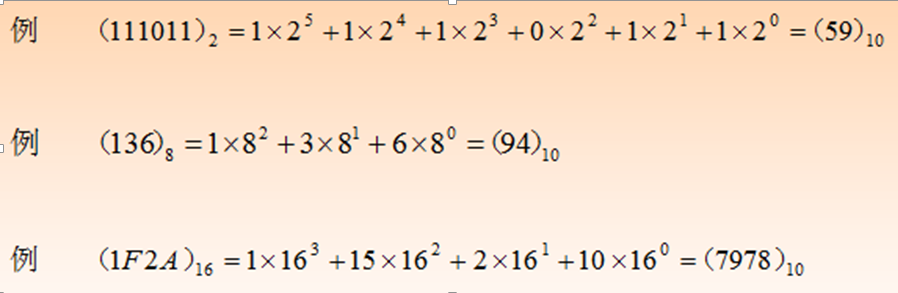 例 (111011)₂ =1×2⁵ +1×2⁴ +1×2³ +0×2² +1×2¹ +1×2⁰ = (59)₁₀
例 (136)₈ =1×8² +3×8¹ +6×8⁰ = (94)₁₀
例 (1F2A)₁₆ =1×16³ +15×16² +2×16¹ +10×16⁰ = (7978)₁₀